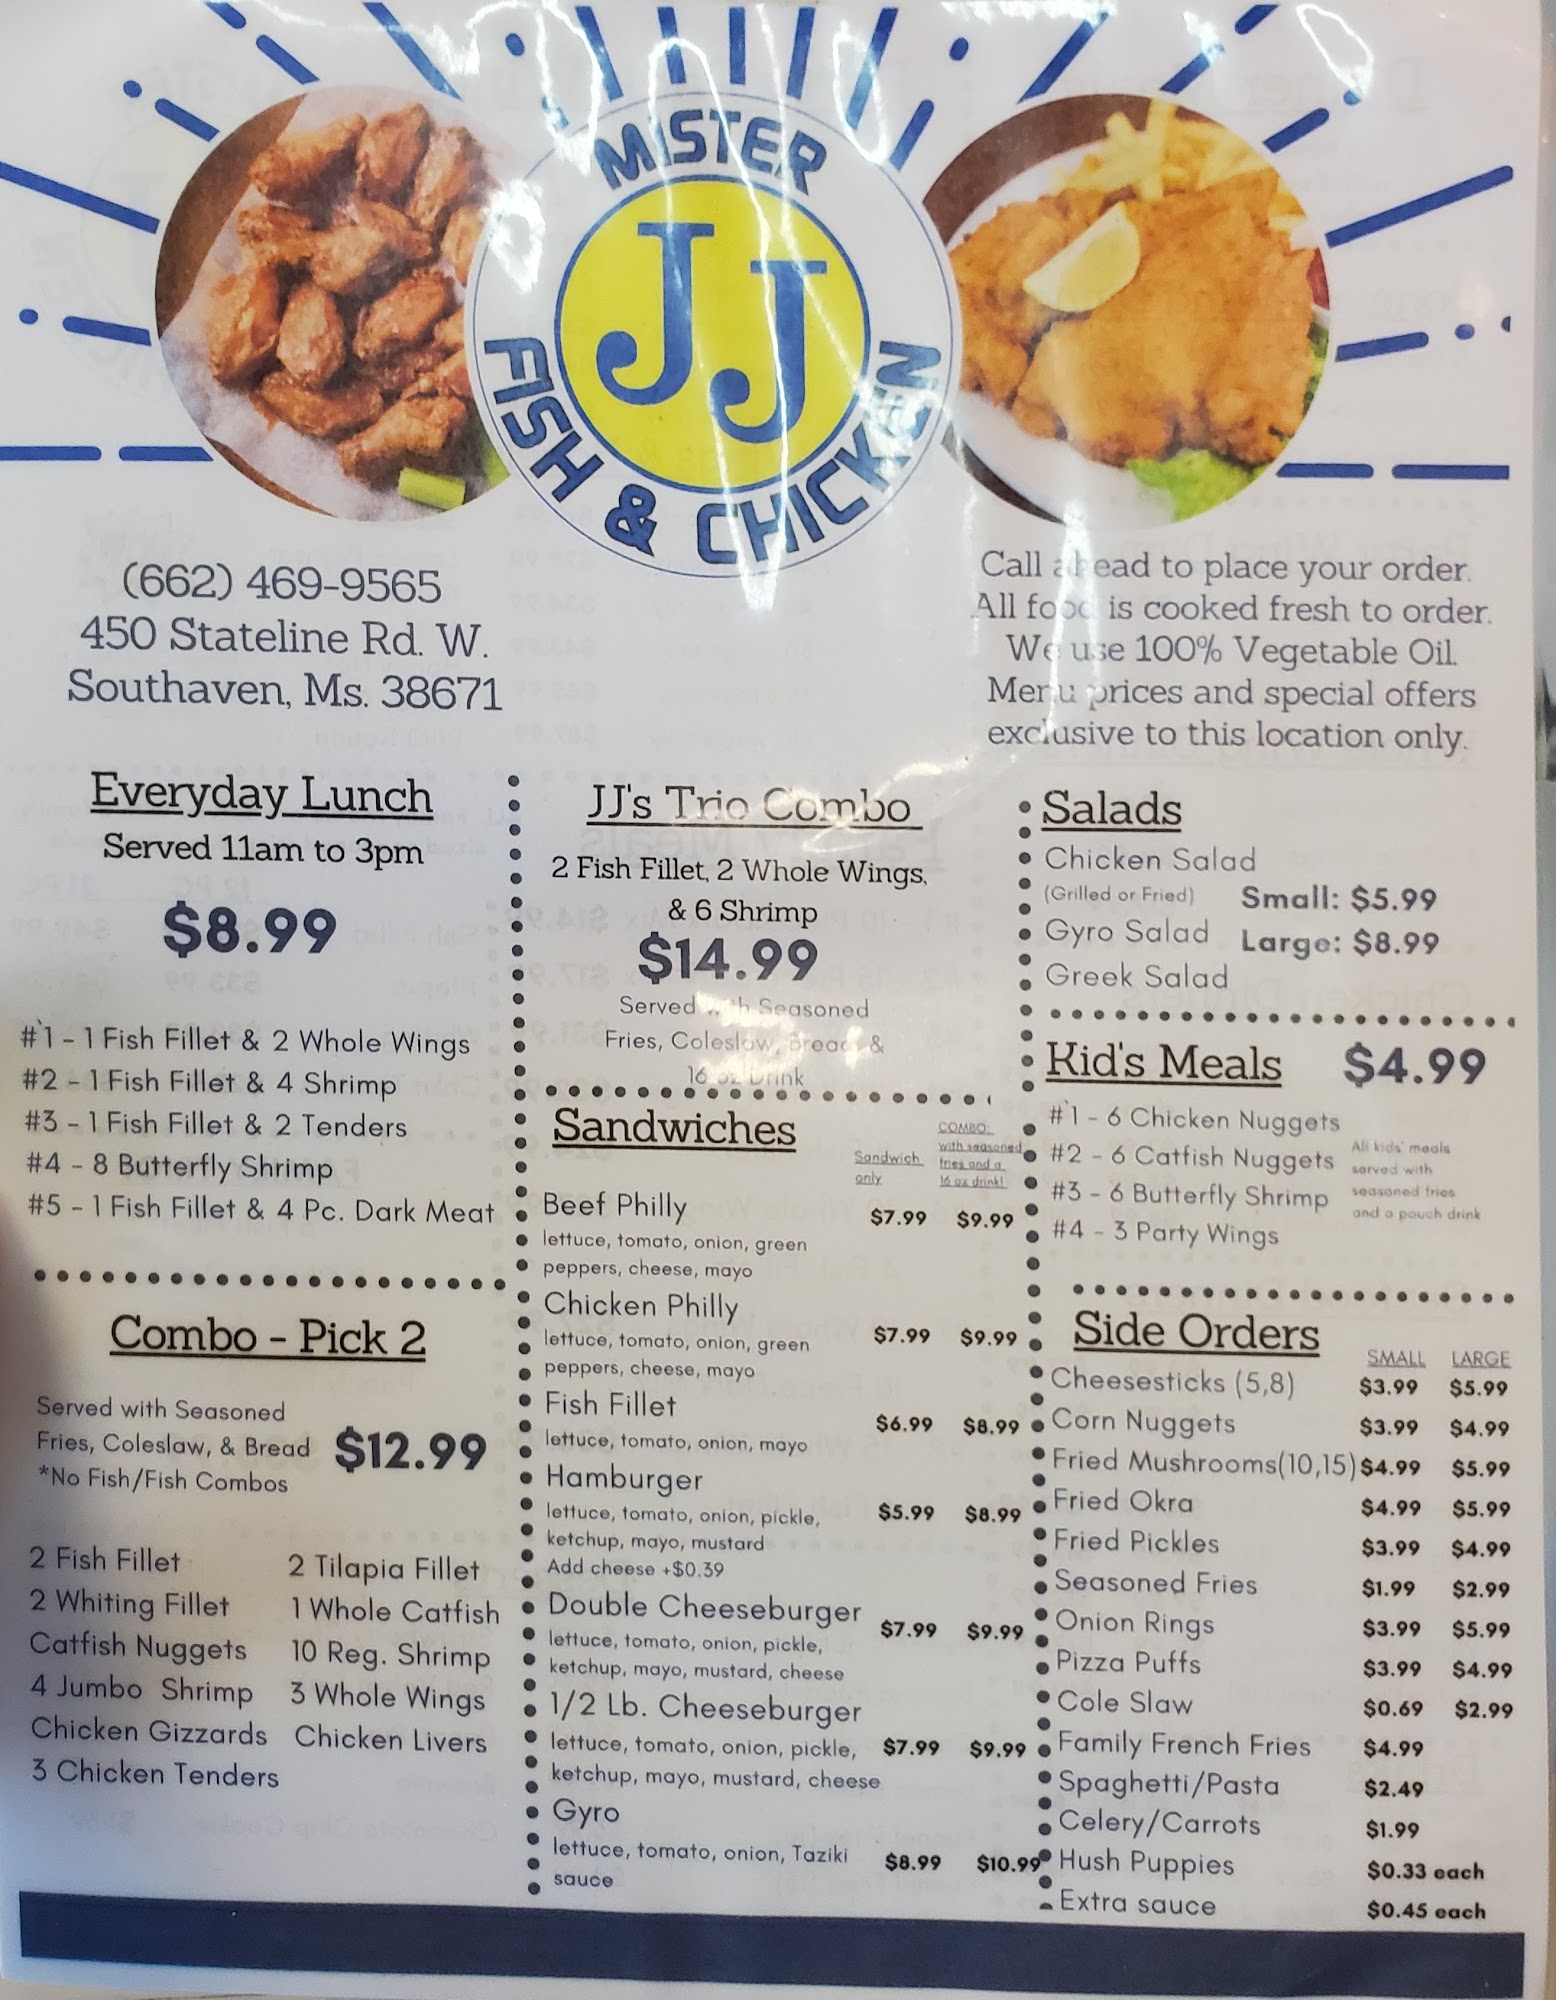 MISTER
JJ
FISH & CHICKEN
(662) 469-9565
450 Stateline Rd. W.
Southaven, Ms. 38671
Call ahead to place your order.
All food is cooked fresh to order.
We use 100% Vegetable Oil.
Menu prices and special offers
exclusive to this location only.
Everyday Lunch
Served 11am to 3pm
$8.99
#1 - 1 Fish Fillet & 2 Whole Wings
#2 - 1 Fish Fillet & 4 Shrimp
#3 - 1 Fish Fillet & 2 Tenders
#4 - 8 Butterfly Shrimp
#5 - 1 Fish Fillet & 4 Pc. Dark Meat
Combo - Pick 2
Served with Seasoned
Fries, Coleslaw, & Bread $12.99
*No Fish/Fish Combos
2 Fish Fillet 2 Tilapia Fillet
2 Whiting Fillet 1 Whole Catfish
Catfish Nuggets 10 Reg. Shrimp
4 Jumbo Shrimp 3 Whole Wings
Chicken Gizzards Chicken Livers
3 Chicken Tenders
JJ's Trio Combo
2 Fish Fillet, 2 Whole Wings,
& 6 Shrimp
$14.99
Served with Seasoned
Fries, Coleslaw, Bread &
16 oz Drink
Sandwiches
Sandwich
only
COMBO:
with seasoned
fries and a
16 oz drink!
Beef Philly $7.99 $9.99
lettuce, tomato, onion, green
peppers, cheese, mayo
Chicken Philly $7.99 $9.99
lettuce, tomato, onion, green
peppers, cheese, mayo
Fish Fillet $6.99 $8.99
lettuce, tomato, onion, mayo
Hamburger
lettuce, tomato, onion, pickle, $5.99 $8.99
ketchup, mayo, mustard
Add cheese +$0.39
Double Cheeseburger $7.99 $9.99
lettuce, tomato, onion, pickle,
ketchup, mayo, mustard, cheese
1/2 Lb. Cheeseburger
lettuce, tomato, onion, pickle, $7.99 $9.99
ketchup, mayo, mustard, cheese
Gyro
lettuce, tomato, onion, Taziki $8.99 $10.99
sauce
Salads
Chicken Salad
(Grilled or Fried) Small: $5.99
Gyro Salad Large: $8.99
Greek Salad
Kid's Meals $4.99
#1 - 6 Chicken Nuggets
#2 - 6 Catfish Nuggets
#3 - 6 Butterfly Shrimp
#4 - 3 Party Wings
All kids' meals
served with
seasoned fries
and a pouch drink
Side Orders
SMALL LARGE
Cheesesticks (5,8) $3.99 $5.99
Corn Nuggets $3.99 $4.99
Fried Mushrooms(10,15) $4.99 $5.99
Fried Okra $4.99 $5.99
Fried Pickles $3.99 $4.99
Seasoned Fries $1.99 $2.99
Onion Rings $3.99 $5.99
Pizza Puffs $3.99 $4.99
Cole Slaw $0.69 $2.99
Family French Fries $4.99
Spaghetti/Pasta $2.49
Celery/Carrots $1.99
Hush Puppies $0.33 each
Extra sauce $0.45 each